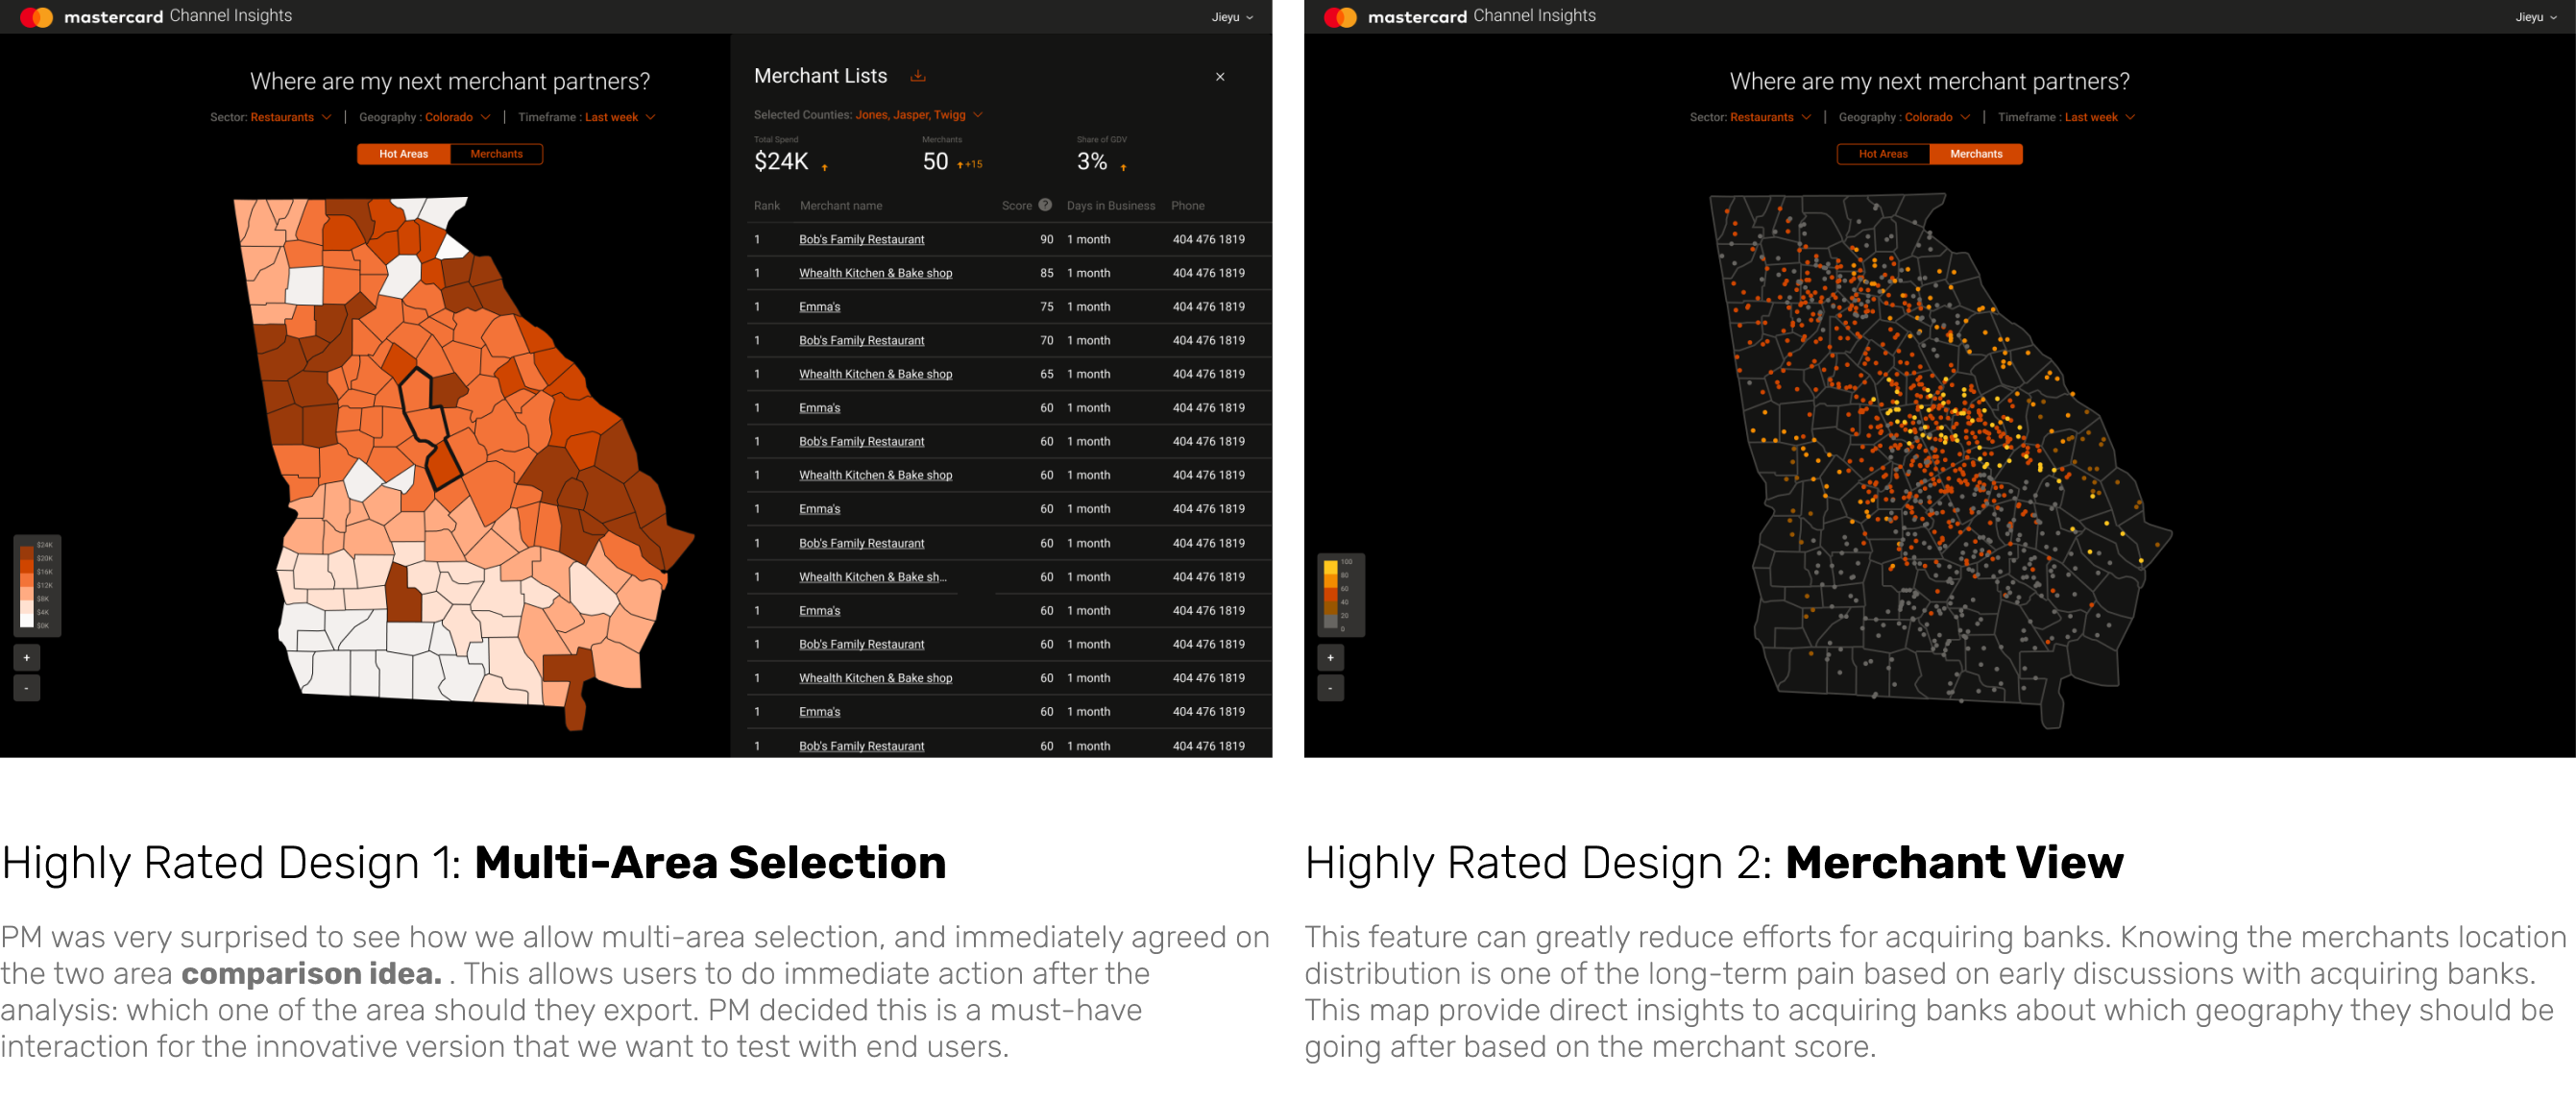 mastercard Channel Insights
Jieyu
Where are my next merchant partners?
Sector: Restaurants | Geography : Colorado | Timeframe : Last week
Hot Areas Merchants
$24K
$20K
$16K
$12K
$8K
$4K
$0K
+
-
Merchant Lists ×
Selected Counties: Jones, Jasper, Twigg
Total Spend Merchants Share of GDV
$24K 50 +15 3%
Rank Merchant name Score ? Days in Business Phone
1 Bob's Family Restaurant 90 1 month 404 476 1819
1 Whealth Kitchen & Bake shop 85 1 month 404 476 1819
1 Emma's 75 1 month 404 476 1819
1 Bob's Family Restaurant 70 1 month 404 476 1819
1 Whealth Kitchen & Bake shop 65 1 month 404 476 1819
1 Emma's 60 1 month 404 476 1819
1 Bob's Family Restaurant 60 1 month 404 476 1819
1 Whealth Kitchen & Bake shop 60 1 month 404 476 1819
1 Emma's 60 1 month 404 476 1819
1 Bob's Family Restaurant 60 1 month 404 476 1819
1 Whealth Kitchen & Bake sh... 60 1 month 404 476 1819
1 Emma's 60 1 month 404 476 1819
1 Bob's Family Restaurant 60 1 month 404 476 1819
1 Whealth Kitchen & Bake shop 60 1 month 404 476 1819
1 Emma's 60 1 month 404 476 1819
1 Bob's Family Restaurant 60 1 month 404 476 1819
Highly Rated Design 1: Multi-Area Selection
PM was very surprised to see how we allow multi-area selection, and immediately agreed on
the two area comparison idea. . This allows users to do immediate action after the
analysis: which one of the area should they export. PM decided this is a must-have
interaction for the innovative version that we want to test with end users.
mastercard Channel Insights
Jieyu
Where are my next merchant partners?
Sector: Restaurants | Geography : Colorado | Timeframe : Last week
Hot Areas Merchants
100
80
60
40
20
0
+
-
Highly Rated Design 2: Merchant View
This feature can greatly reduce efforts for acquiring banks. Knowing the merchants location
distribution is one of the long-term pain based on early discussions with acquiring banks.
This map provide direct insights to acquiring banks about which geography they should be
going after based on the merchant score.